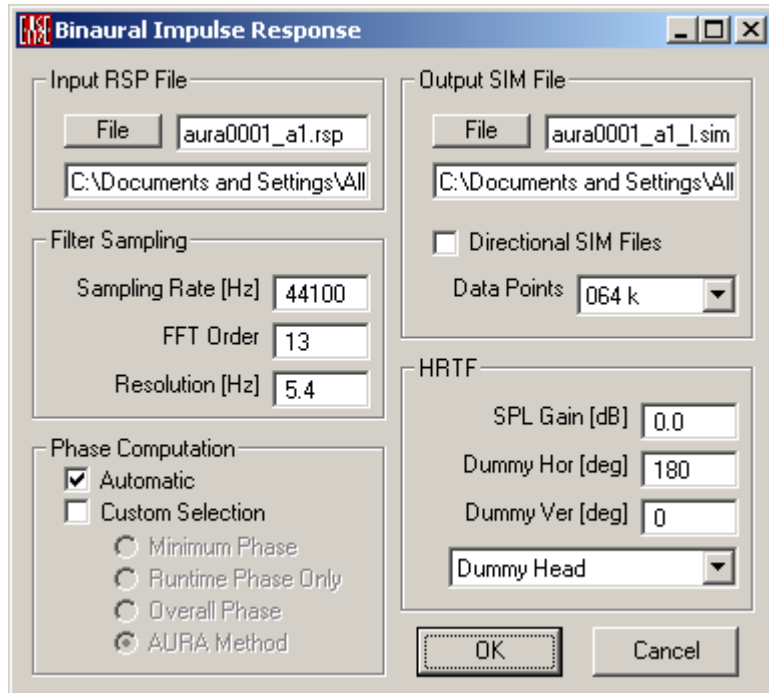 Binaural Impulse Response
Input RSP File
File
aura0001_a1.rsp
C:\Documents and Settings\All
Filter Sampling
Sampling Rate [Hz] 44100
FFT Order 13
Resolution [Hz] 5.4
Phase Computation
Automatic
Custom Selection
Minimum Phase
Runtime Phase Only
Overall Phase
AURA Method
Output SIM File
File
aura0001_a1_l.sim
C:\Documents and Settings\All
Directional SIM Files
Data Points 064 k
HRTF
SPL Gain [dB] 0.0
Dummy Hor [deg] 180
Dummy Ver [deg] 0
Dummy Head
OK
Cancel